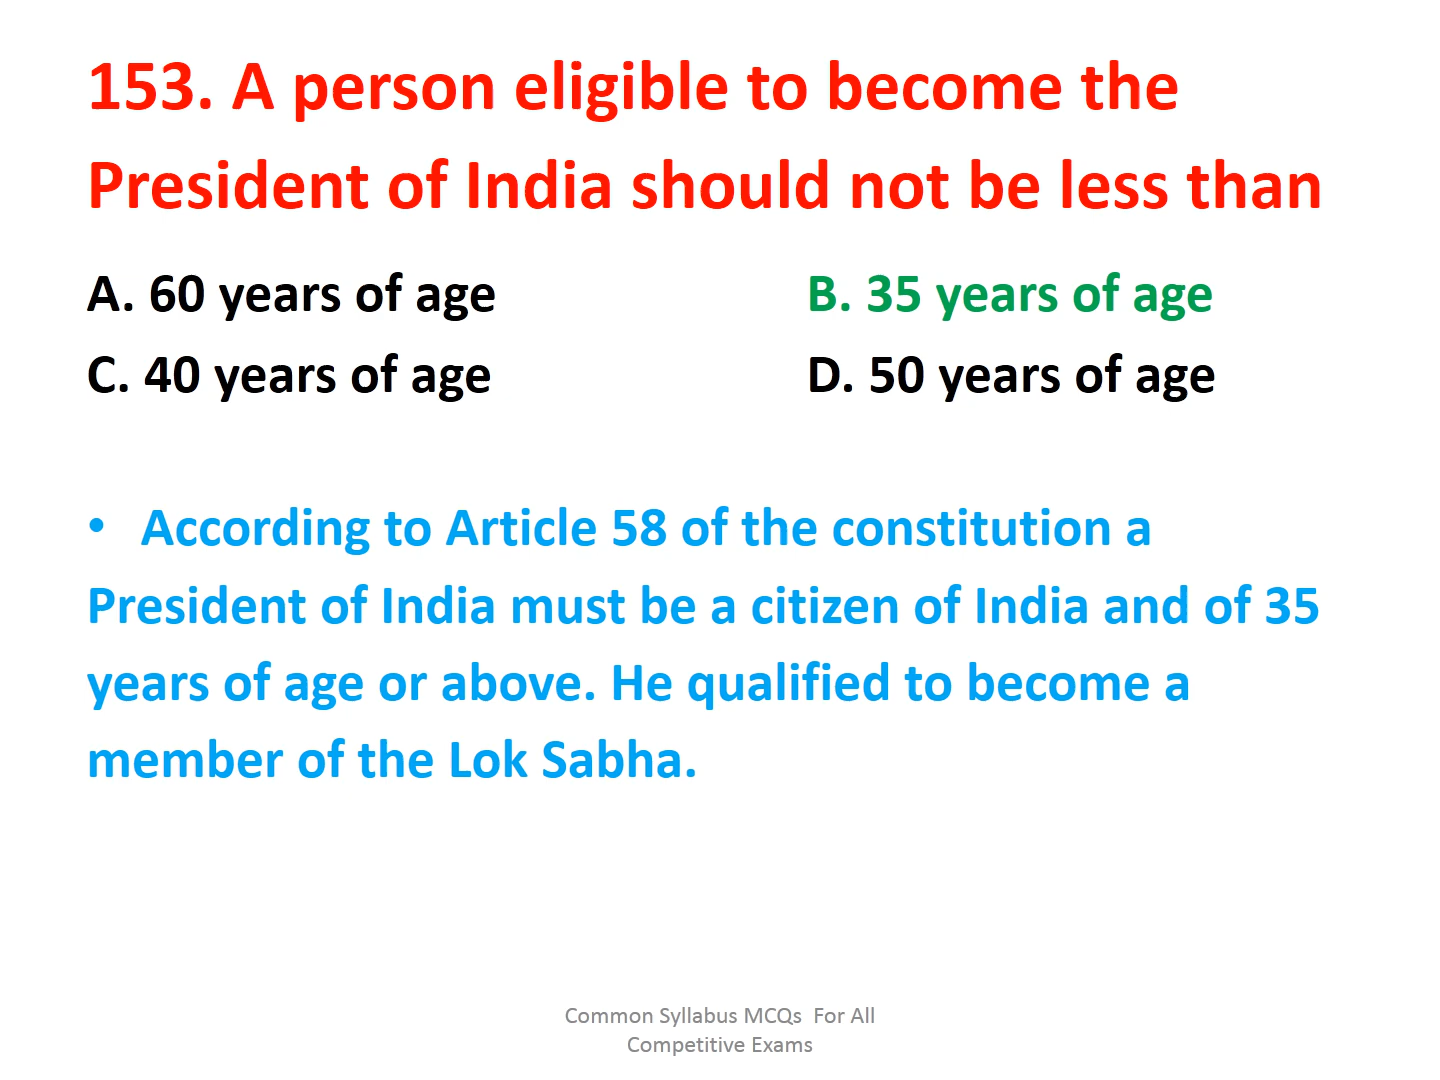 153. A person eligible to become the
President of India should not be less than
A. 60 years of age B. 35 years of age
C. 40 years of age D. 50 years of age
• According to Article 58 of the constitution a
President of India must be a citizen of India and of 35
years of age or above. He qualified to become a
member of the Lok Sabha.
Common Syllabus MCQs For All
Competitive Exams